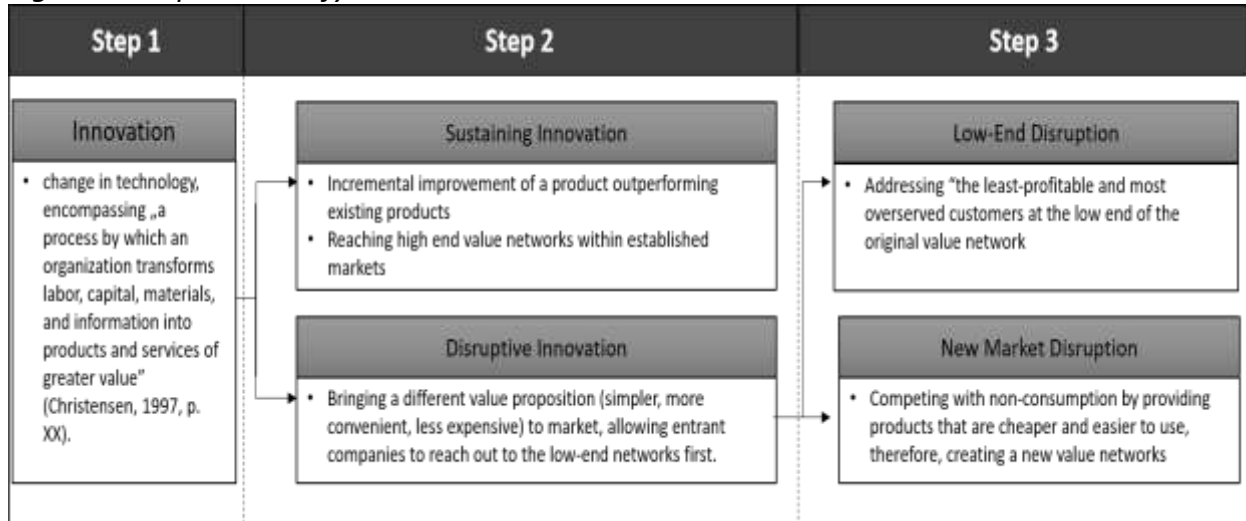 Step 1
Step 2
Step 3
Innovation
• change in technology,
encompassing „a
process by which an
organization transforms
labor, capital, materials,
and information into
products and services of
greater value”
(Christensen, 1997, p.
XX).
Sustaining Innovation
• Incremental improvement of a product outperforming
existing products
• Reaching high end value networks within established
markets
Disruptive Innovation
• Bringing a different value proposition (simpler, more
convenient, less expensive) to market, allowing entrant
companies to reach out to the low-end networks first.
Low-End Disruption
• Addressing “the least-profitable and most
overserved customers at the low end of the
original value network
New Market Disruption
• Competing with non-consumption by providing
products that are cheaper and easier to use,
therefore, creating a new value networks